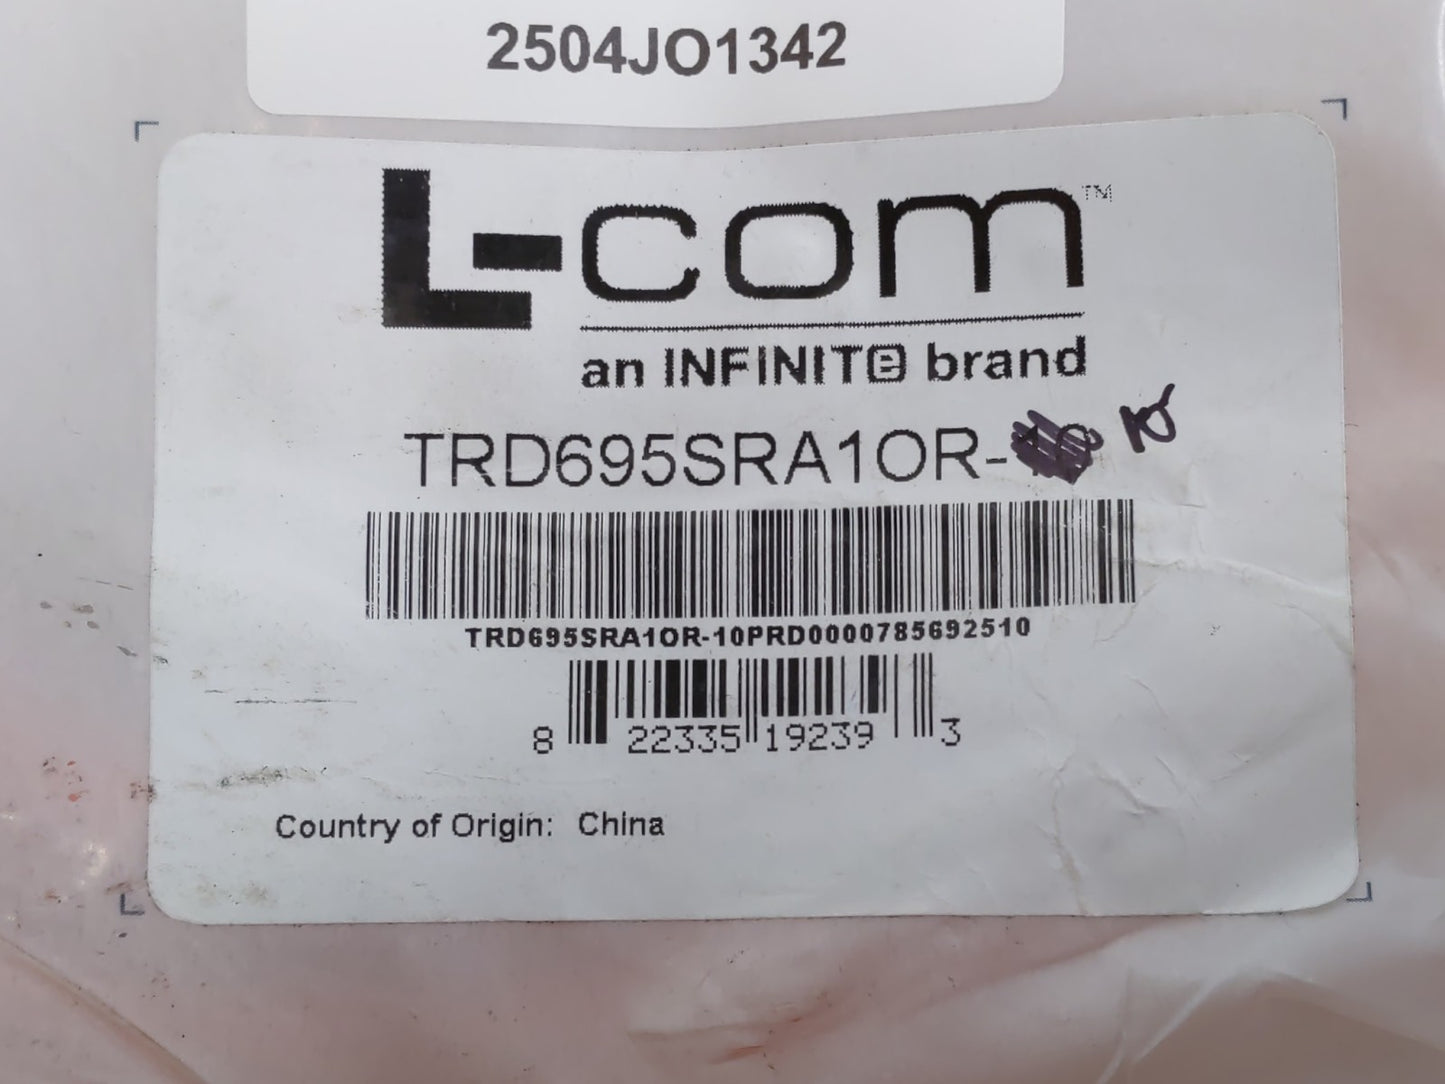 2504JO1342
L-com™
an INFINITe brand
TRD695SRA1OR-
TRD695SRA1OR-10PRD0000785692510
8 22335 19239 3
Country of Origin: China